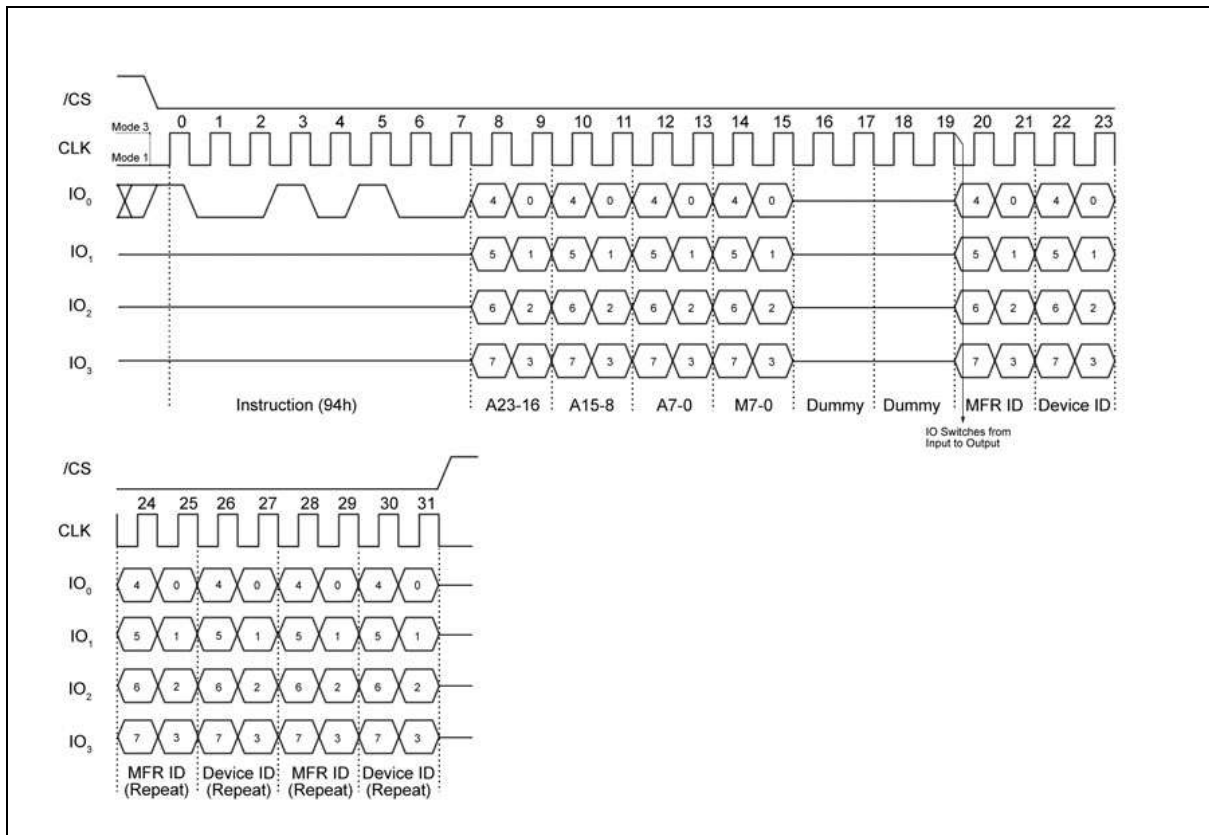 /CS
Mode 3
0 1 2 3 4 5 6 7 8 9 10 11 12 13 14 15 16 17 18 19 20 21 22 23
CLK
Mode 1
IO0 4 0 4 0 4 0 4 0 4 0 4 0
IO1 5 1 5 1 5 1 5 1 5 1 5 1
IO2 6 2 6 2 6 2 6 2 6 2 6 2
IO3 7 3 7 3 7 3 7 3 7 3 7 3
Instruction (94h) A23-16 A15-8 A7-0 M7-0 Dummy Dummy MFR ID Device ID
IO Switches from
Input to Output
/CS
24 25 26 27 28 29 30 31
CLK
IO0 4 0 4 0 4 0 4 0
IO1 5 1 5 1 5 1 5 1
IO2 6 2 6 2 6 2 6 2
IO3 7 3 7 3 7 3 7 3
MFR ID Device ID MFR ID Device ID
(Repeat) (Repeat) (Repeat) (Repeat)